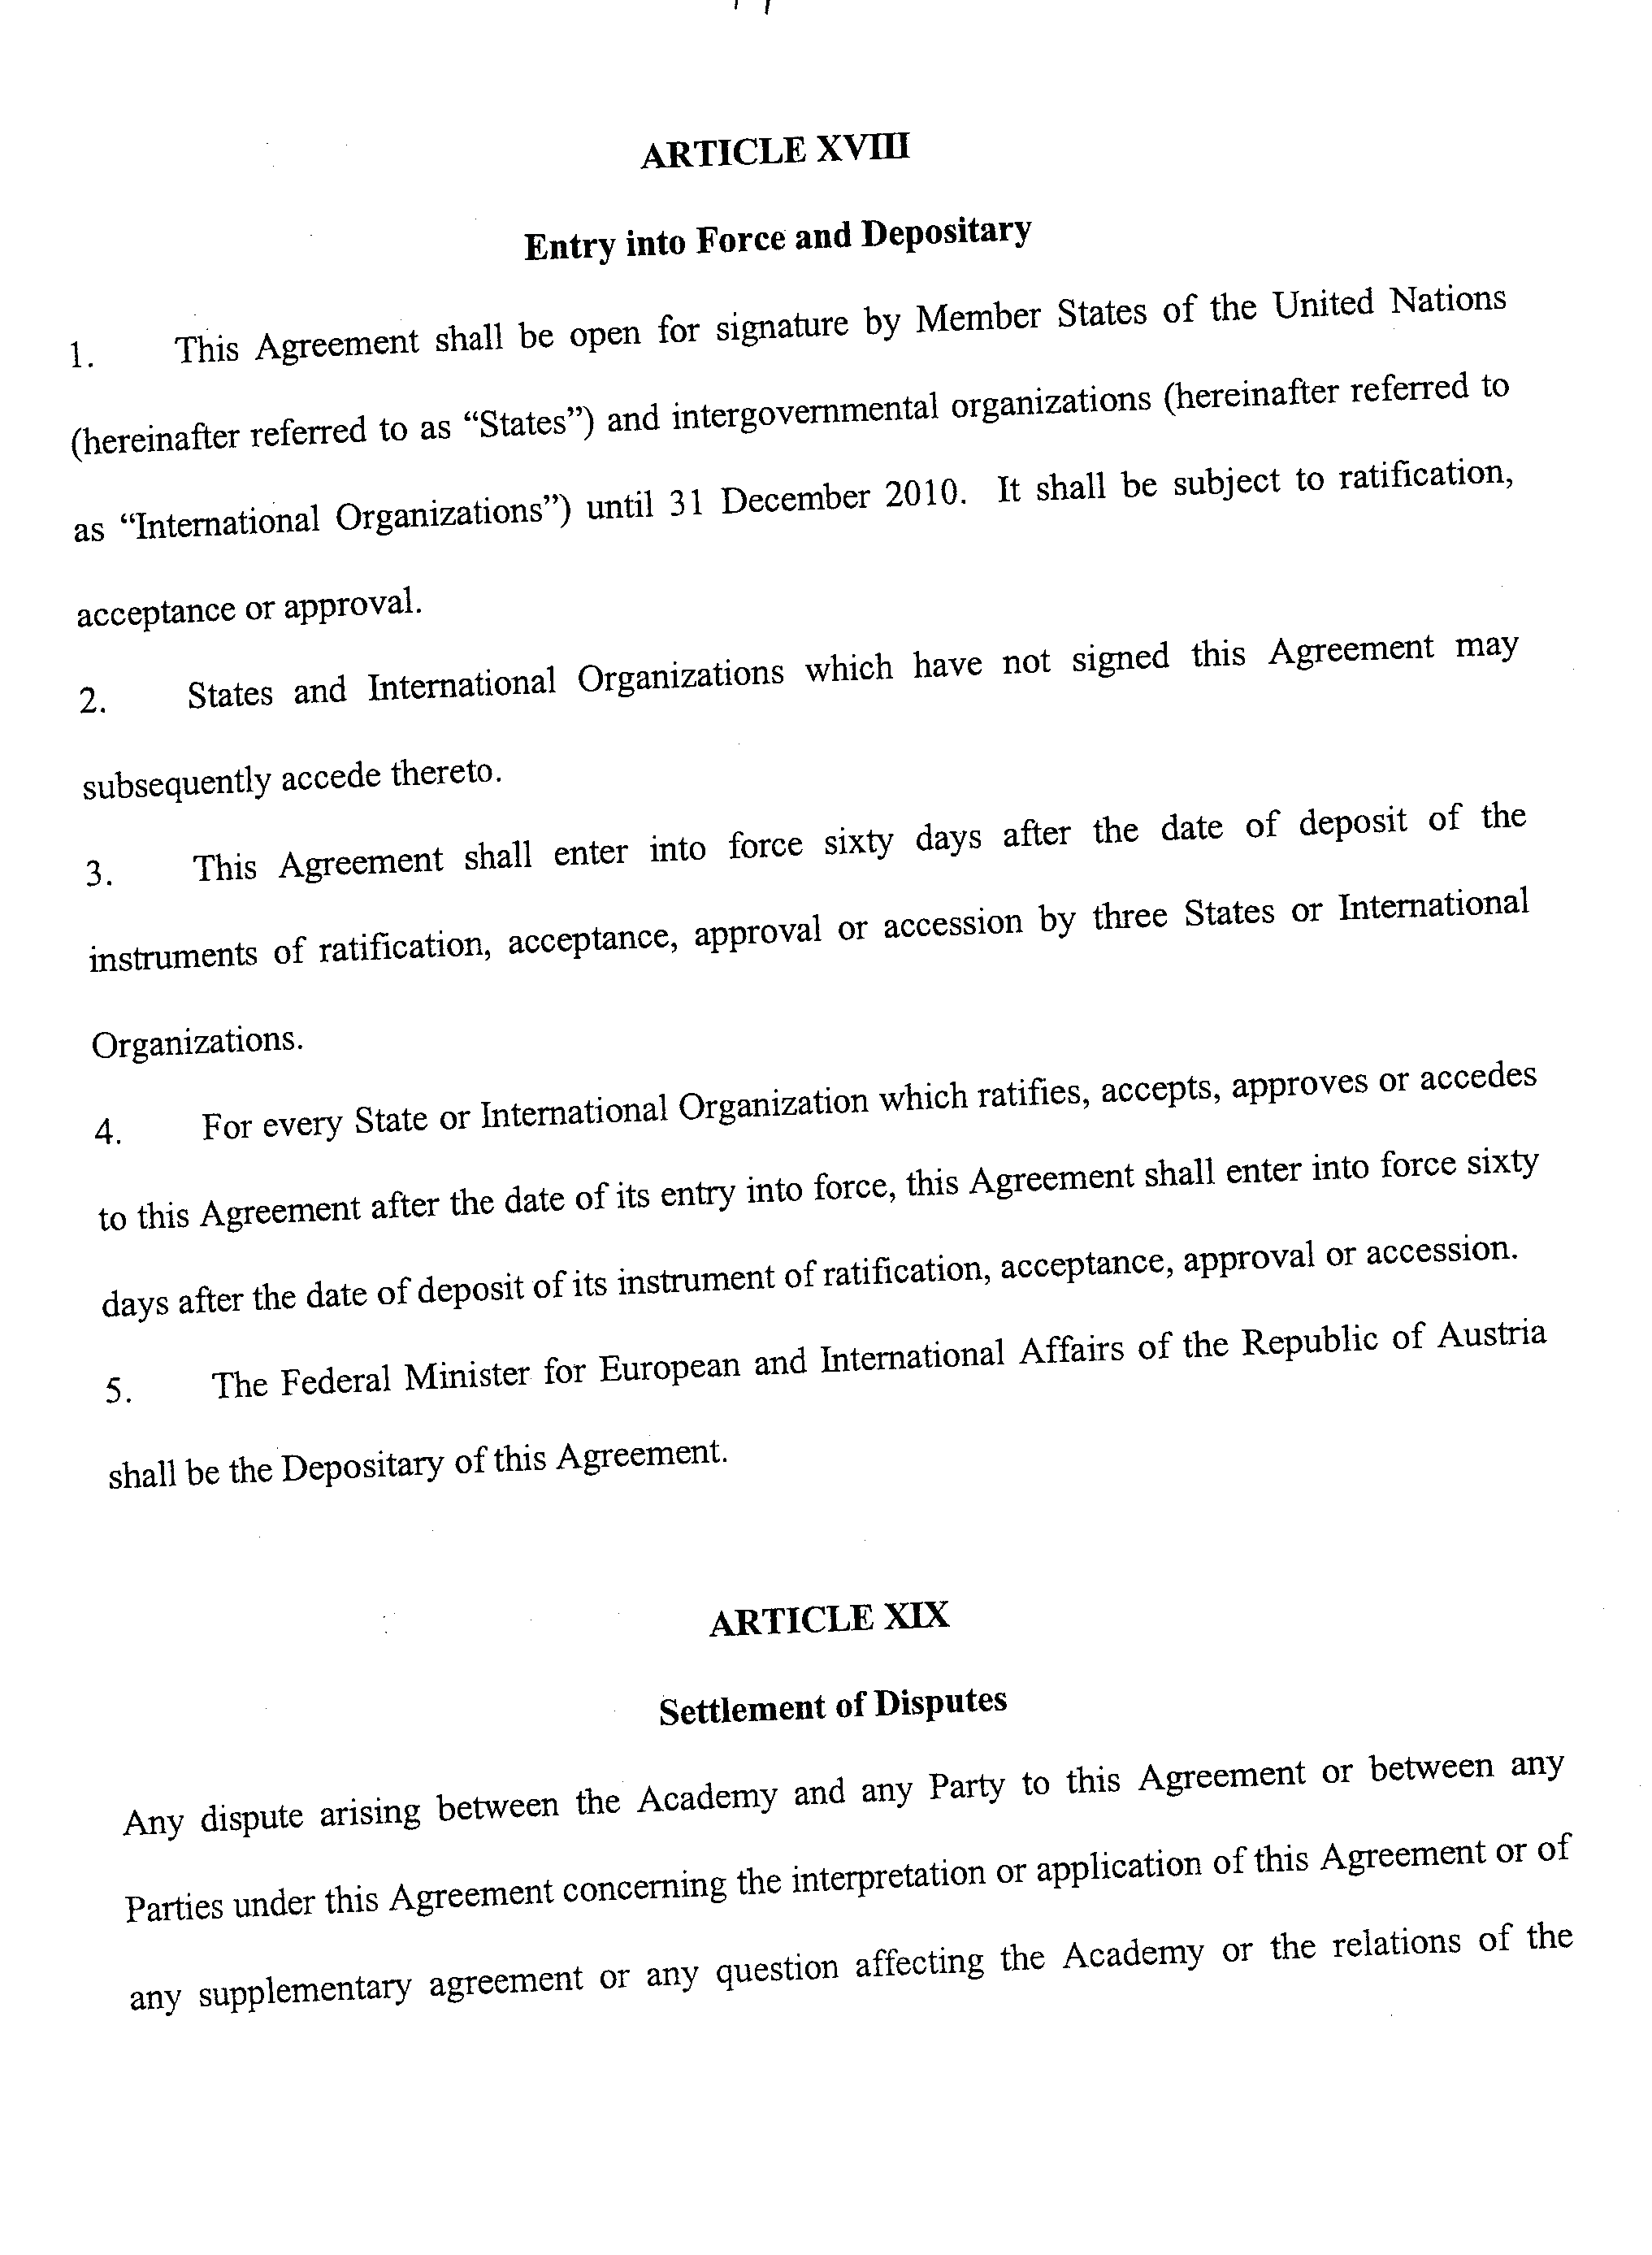 ARTICLE XVIII
Entry into Force and Depositary
1. This Agreement shall be open for signature by Member States of the United Nations
(hereinafter referred to as “States”) and intergovernmental organizations (hereinafter referred to
as “International Organizations”) until 31 December 2010. It shall be subject to ratification,
acceptance or approval.
2. States and International Organizations which have not signed this Agreement may
subsequently accede thereto.
3. This Agreement shall enter into force sixty days after the date of deposit of the
instruments of ratification, acceptance, approval or accession by three States or International
Organizations.
4. For every State or International Organization which ratifies, accepts, approves or accedes
to this Agreement after the date of its entry into force, this Agreement shall enter into force sixty
days after the date of deposit of its instrument of ratification, acceptance, approval or accession.
5. The Federal Minister for European and International Affairs of the Republic of Austria
shall be the Depositary of this Agreement.
ARTICLE XIX
Settlement of Disputes
Any dispute arising between the Academy and any Party to this Agreement or between any
Parties under this Agreement concerning the interpretation or application of this Agreement or of
any supplementary agreement or any question affecting the Academy or the relations of the